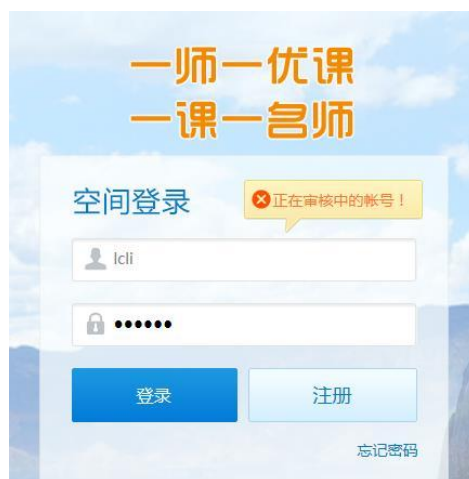 一师一优课
一课一名师
空间登录
正在审核中的帐号！
lcli
••••••
登录
注册
忘记密码